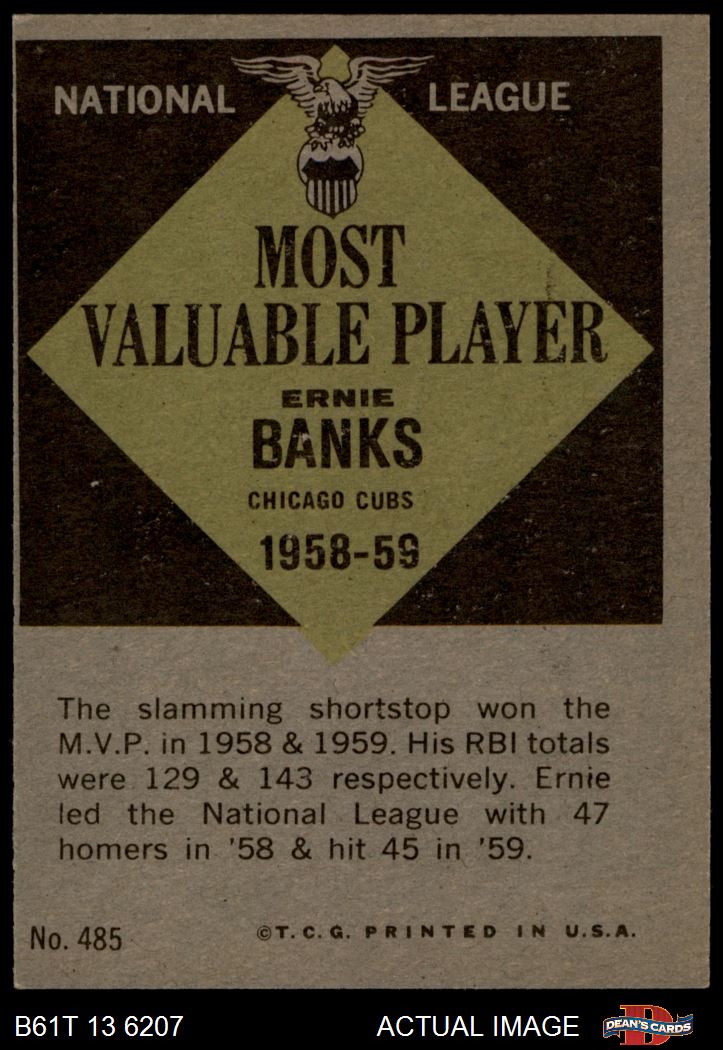 NATIONAL LEAGUE
MOST
VALUABLE PLAYER
ERNIE
BANKS
CHICAGO CUBS
1958-59
The slamming shortstop won the
M.V.P. in 1958 & 1959. His RBI totals
were 129 & 143 respectively. Ernie
led the National League with 47
homers in '58 & hit 45 in '59.
No. 485 ©T.C.G. PRINTED IN U.S.A.
B61T 13 6207 ACTUAL IMAGE DEAN'S CARDS